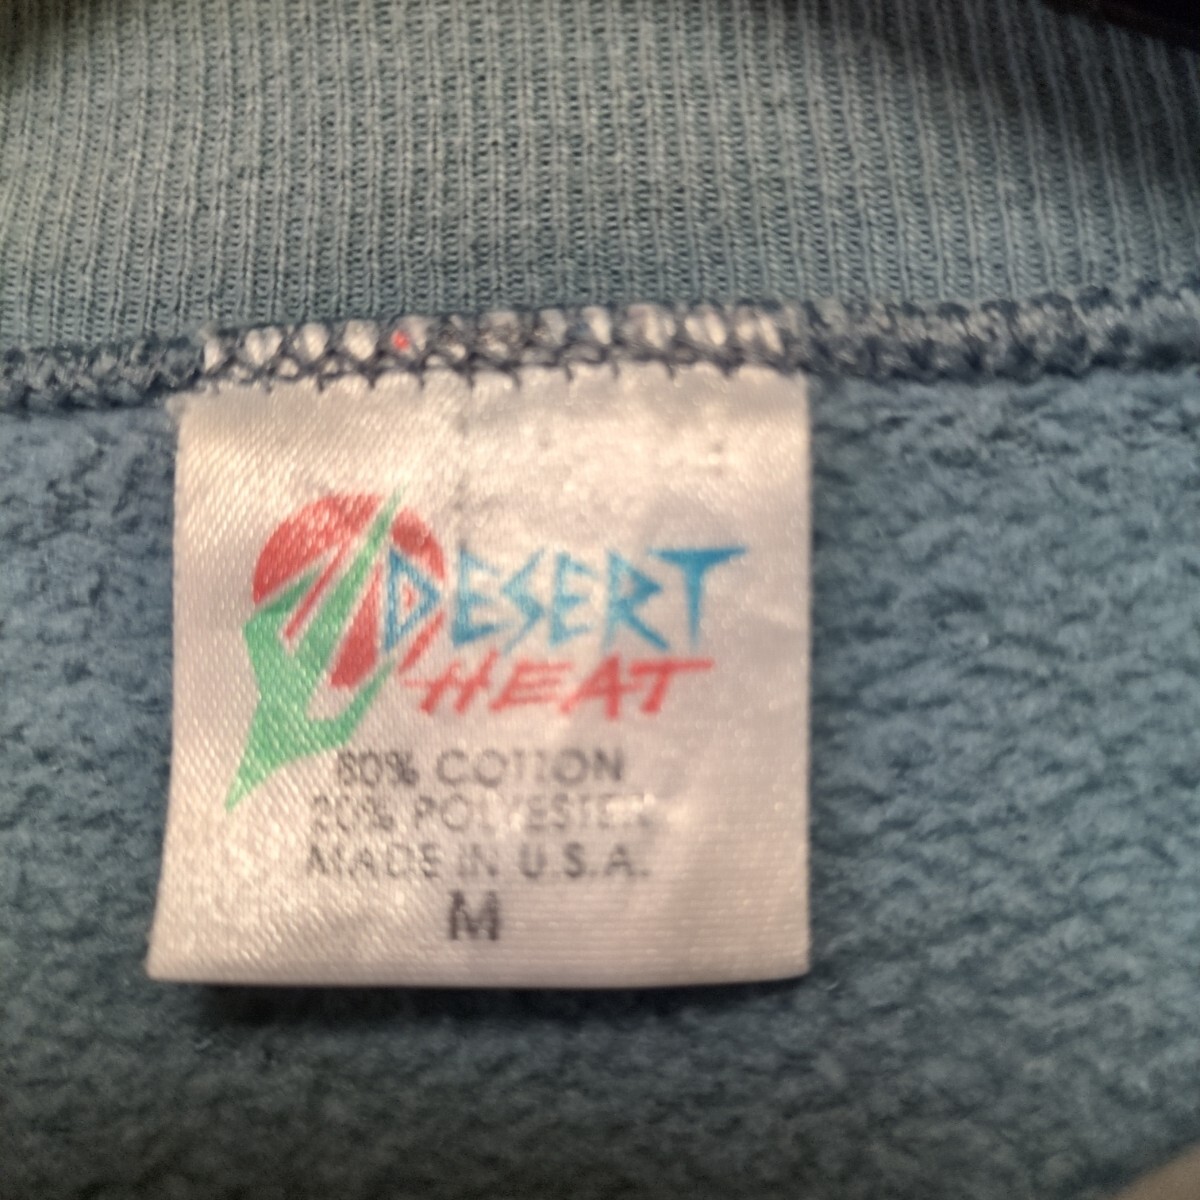 DESERT
HEAT
80% COTTON
20% POLYESTER
MADE IN U.S.A.
M